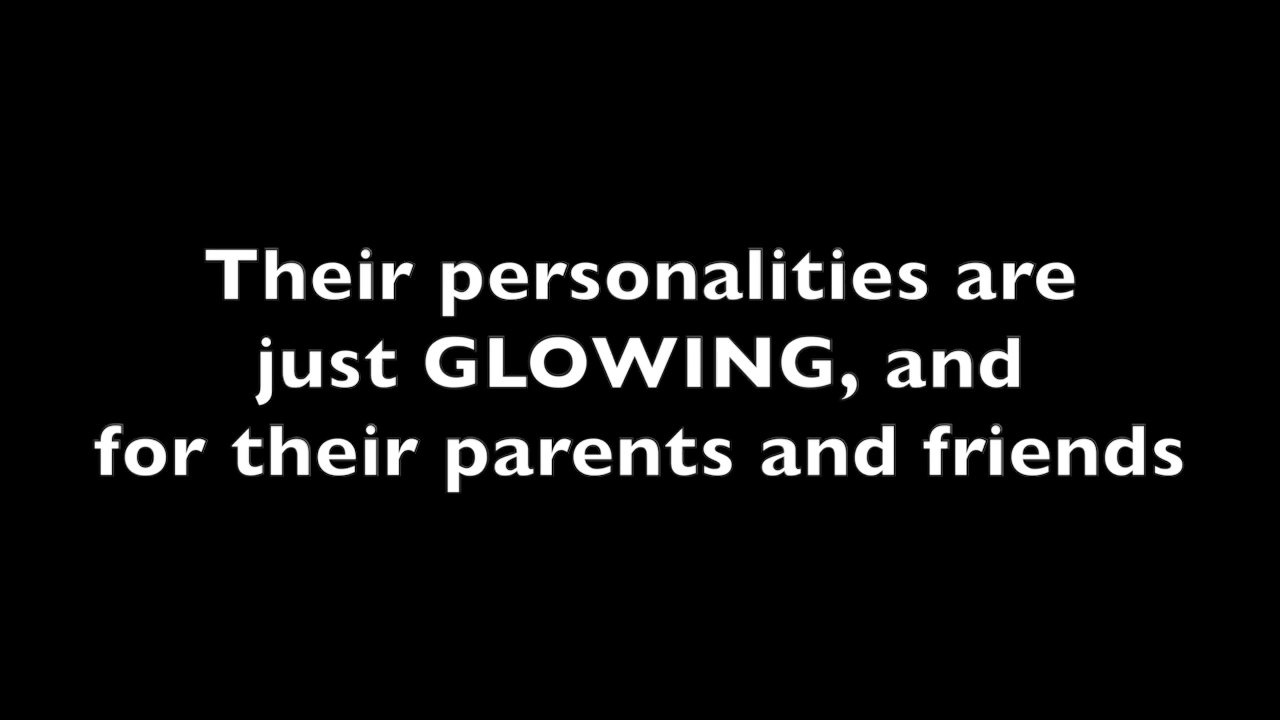 Their personalities are
just GLOWING, and
for their parents and friends